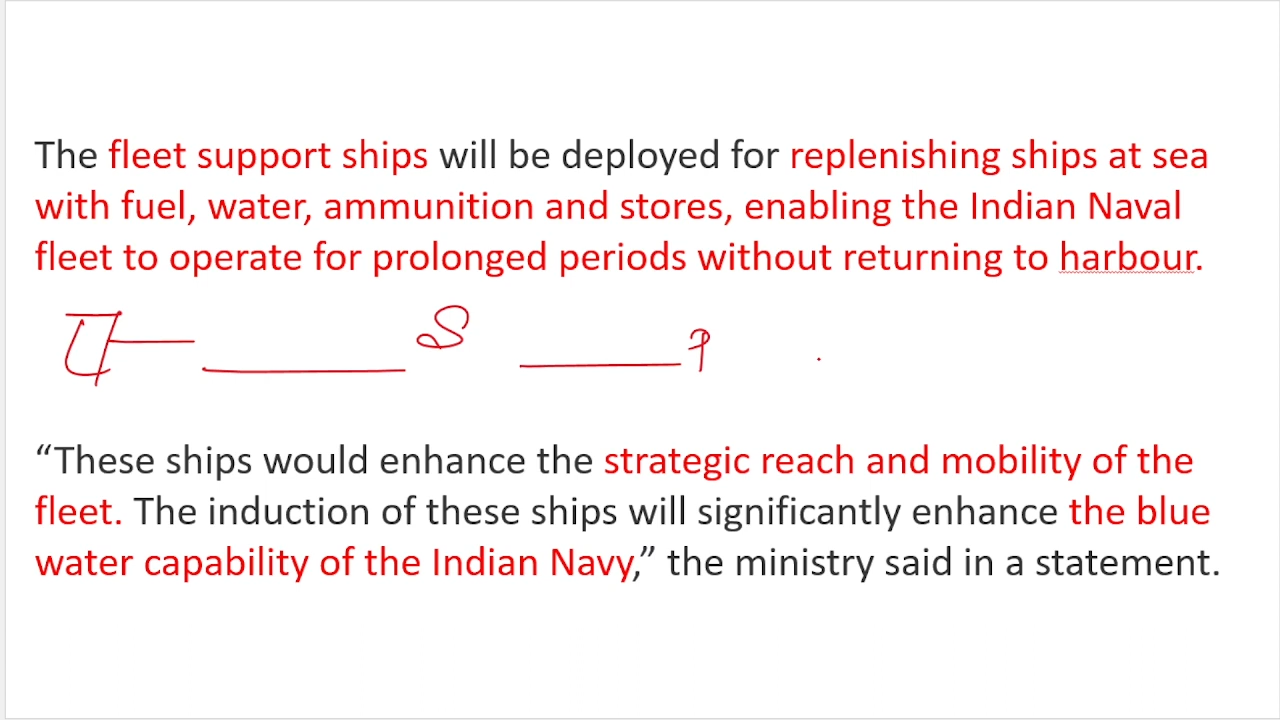 The fleet support ships will be deployed for replenishing ships at sea
with fuel, water, ammunition and stores, enabling the Indian Naval
fleet to operate for prolonged periods without returning to harbour.
“These ships would enhance the strategic reach and mobility of the
fleet. The induction of these ships will significantly enhance the blue
water capability of the Indian Navy,” the ministry said in a statement.